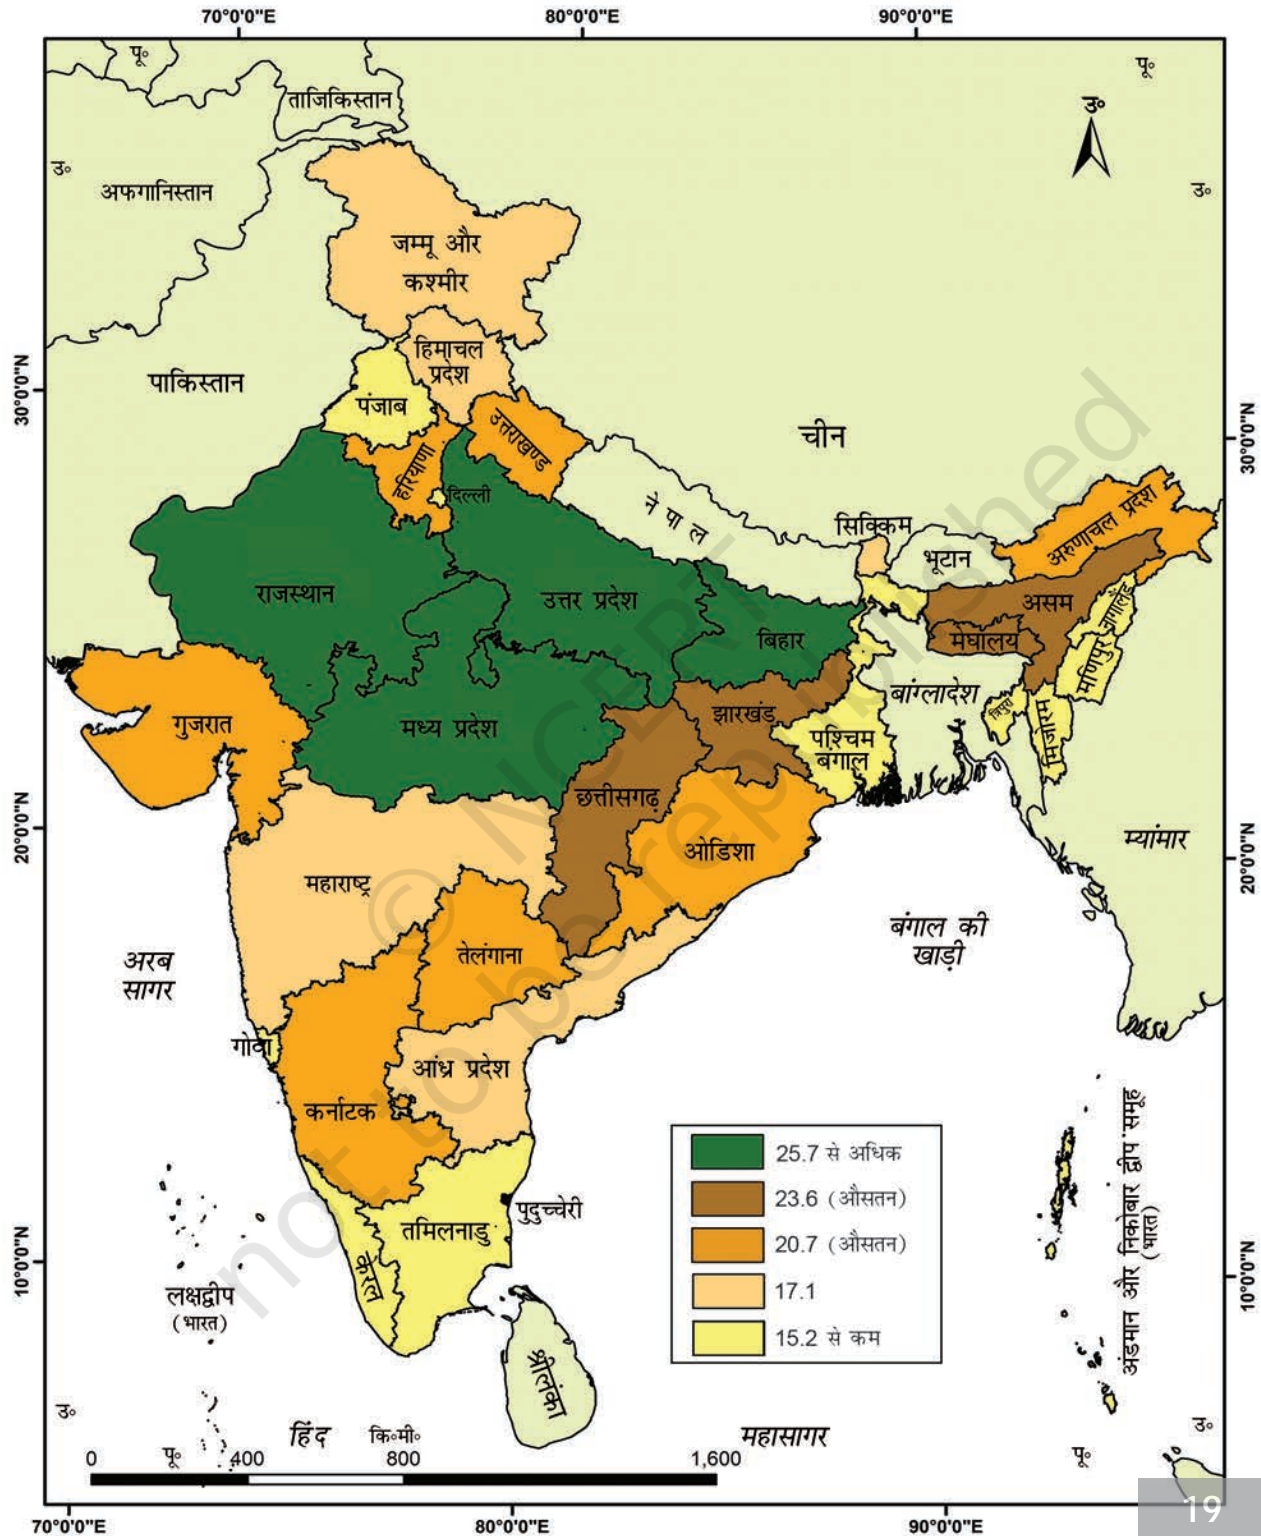 70°0'0"E 80°0'0"E 90°0'0"E
पू॰
पू॰
ताजिकिस्तान
उ॰
उ॰
अफगानिस्तान
उ॰
जम्मू और
कश्मीर
हिमाचल
प्रदेश
पाकिस्तान
पंजाब
30°0'0"N
30°0'0"N
चीन
उत्तराखण्ड
हरियाणा
दिल्ली
ने पा ल
सिक्किम
भूटान
अरुणाचल प्रदेश
राजस्थान
उत्तर प्रदेश
बिहार
असम
नागालैंड
मेघालय
मणिपुर
बांग्लादेश
गुजरात
मध्य प्रदेश
झारखंड
त्रिपुरा
मिजोरम
पश्चिम
बंगाल
छत्तीसगढ़
20°0'0"N
20°0'0"N
ओडिशा
म्यांमार
महाराष्ट्र
तेलंगाना
बंगाल की
खाड़ी
अरब
सागर
गोवा
आंध्र प्रदेश
कर्नाटक
25.7 से अधिक
23.6 (औसतन)
20.7 (औसतन)
17.1
15.2 से कम
पुदुच्चेरी
तमिलनाडु
केरल
10°0'0"N
10°0'0"N
लक्षद्वीप
(भारत)
अंडमान और निकोबार द्वीप समूह
(भारत)
श्रीलंका
उ॰
उ॰
हिंद
महासागर
कि॰मी॰
पू॰
पू॰
0 400 800 1,600
70°0'0"E 80°0'0"E 90°0'0"E
19
© NCERT
not to be republished